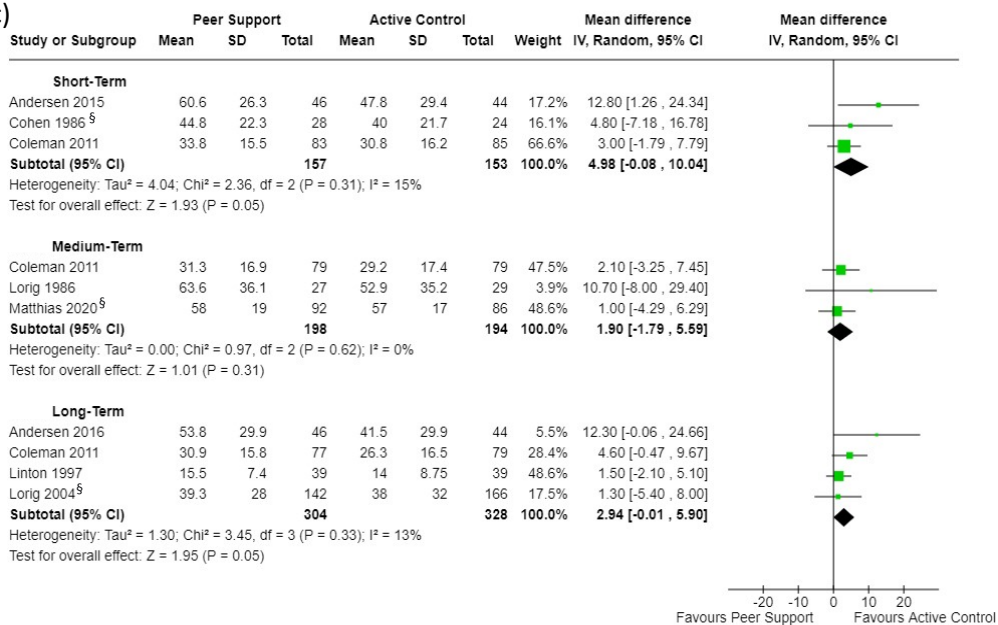 :)
Peer Support Active Control Mean difference Mean difference
Study or Subgroup Mean SD Total Mean SD Total Weight IV, Random, 95% CI IV, Random, 95% CI
Short-Term
Andersen 2015 60.6 26.3 46 47.8 29.4 44 17.2% 12.80 [1.26 , 24.34]
Cohen 1986 § 44.8 22.3 28 40 21.7 24 16.1% 4.80 [-7.18 , 16.78]
Coleman 2011 33.8 15.5 83 30.8 16.2 85 66.6% 3.00 [-1.79 , 7.79]
Subtotal (95% CI) 157 153 100.0% 4.98 [-0.08 , 10.04]
Heterogeneity: Tau² = 4.04; Chi² = 2.36, df = 2 (P = 0.31); I² = 15%
Test for overall effect: Z = 1.93 (P = 0.05)
Medium-Term
Coleman 2011 31.3 16.9 79 29.2 17.4 79 47.5% 2.10 [-3.25 , 7.45]
Lorig 1986 63.6 36.1 27 52.9 35.2 29 3.9% 10.70 [-8.00 , 29.40]
Matthias 2020§ 58 19 92 57 17 86 48.6% 1.00 [-4.29 , 6.29]
Subtotal (95% CI) 198 194 100.0% 1.90 [-1.79 , 5.59]
Heterogeneity: Tau² = 0.00; Chi² = 0.97, df = 2 (P = 0.62); I² = 0%
Test for overall effect: Z = 1.01 (P = 0.31)
Long-Term
Andersen 2016 53.8 29.9 46 41.5 29.9 44 5.5% 12.30 [-0.06 , 24.66]
Coleman 2011 30.9 15.8 77 26.3 16.5 79 28.4% 4.60 [-0.47 , 9.67]
Linton 1997 15.5 7.4 39 14 8.75 39 48.6% 1.50 [-2.10 , 5.10]
Lorig 2004§ 39.3 28 142 38 32 166 17.5% 1.30 [-5.40 , 8.00]
Subtotal (95% CI) 304 328 100.0% 2.94 [-0.01 , 5.90]
Heterogeneity: Tau² = 1.30; Chi² = 3.45, df = 3 (P = 0.33); I² = 13%
Test for overall effect: Z = 1.95 (P = 0.05)
-20 -10 0 10 20
Favours Peer Support Favours Active Control